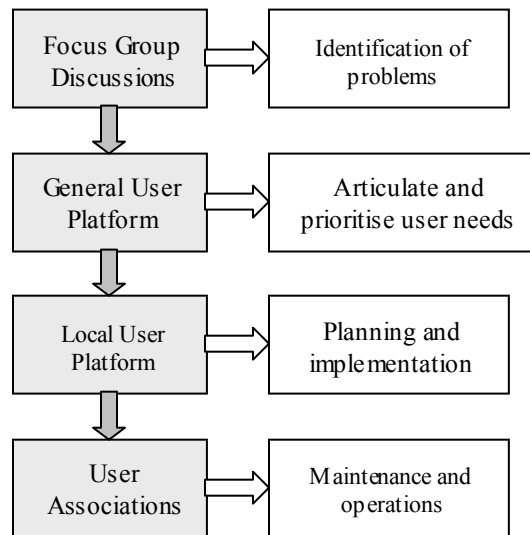 Focus Group
Discussions
Identification of
problems
General User
Platform
Articulate and
prioritise user needs
Local User
Platform
Planning and
implementation
User
Associations
Maintenance and
operations